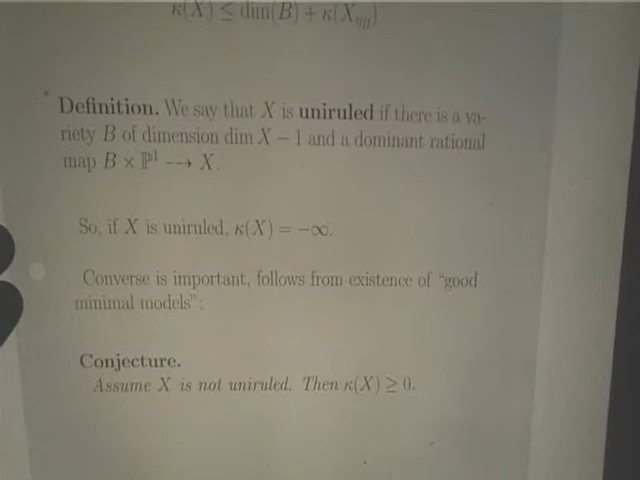 κ(X) ≤ dim(B) + κ(X_gen)
Definition. We say that X is uniruled if there is a va-
riety B of dimension dim X − 1 and a dominant rational
map B × ℙ¹ ⇢ X.
So, if X is uniruled, κ(X) = −∞.
Converse is important, follows from existence of “good
minimal models”:
Conjecture.
Assume X is not uniruled. Then κ(X) ≥ 0.